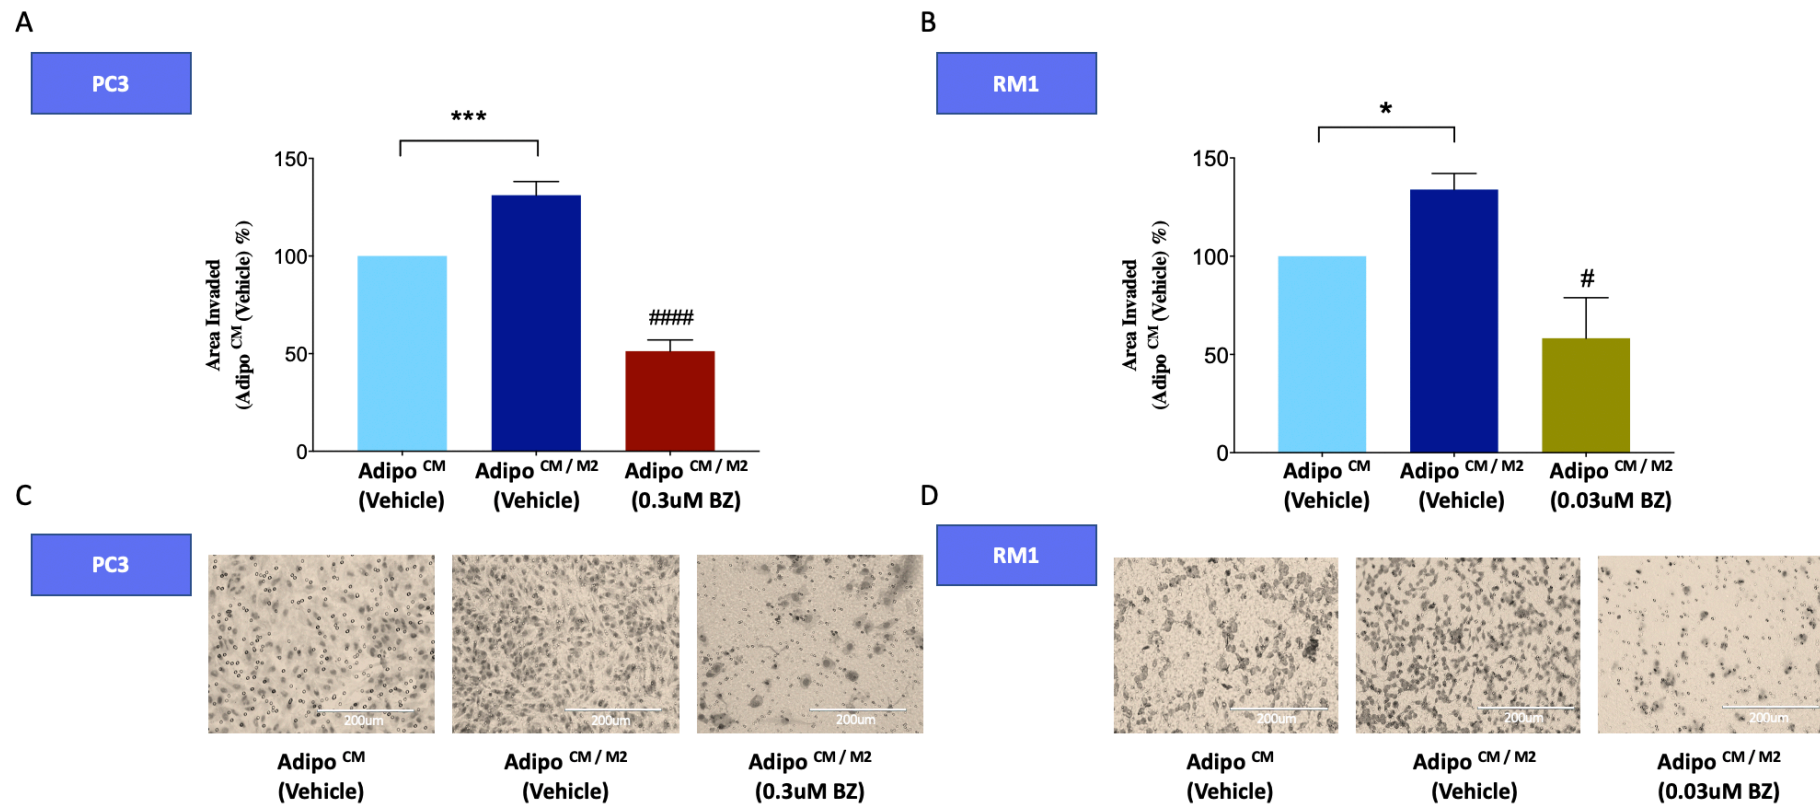 A
PC3
***
150
100
50
0
Area Invaded
(Adipo CM (Vehicle) %)
####
Adipo CM
(Vehicle)
Adipo CM / M2
(Vehicle)
Adipo CM / M2
(0.3uM BZ)
B
RM1
*
150
100
50
0
Area Invaded
(Adipo CM (Vehicle) %)
#
Adipo CM
(Vehicle)
Adipo CM / M2
(Vehicle)
Adipo CM / M2
(0.03uM BZ)
C
PC3
200um
200um
200um
Adipo CM
(Vehicle)
Adipo CM / M2
(Vehicle)
Adipo CM / M2
(0.3uM BZ)
D
RM1
200um
200um
200um
Adipo CM
(Vehicle)
Adipo CM / M2
(Vehicle)
Adipo CM / M2
(0.03uM BZ)